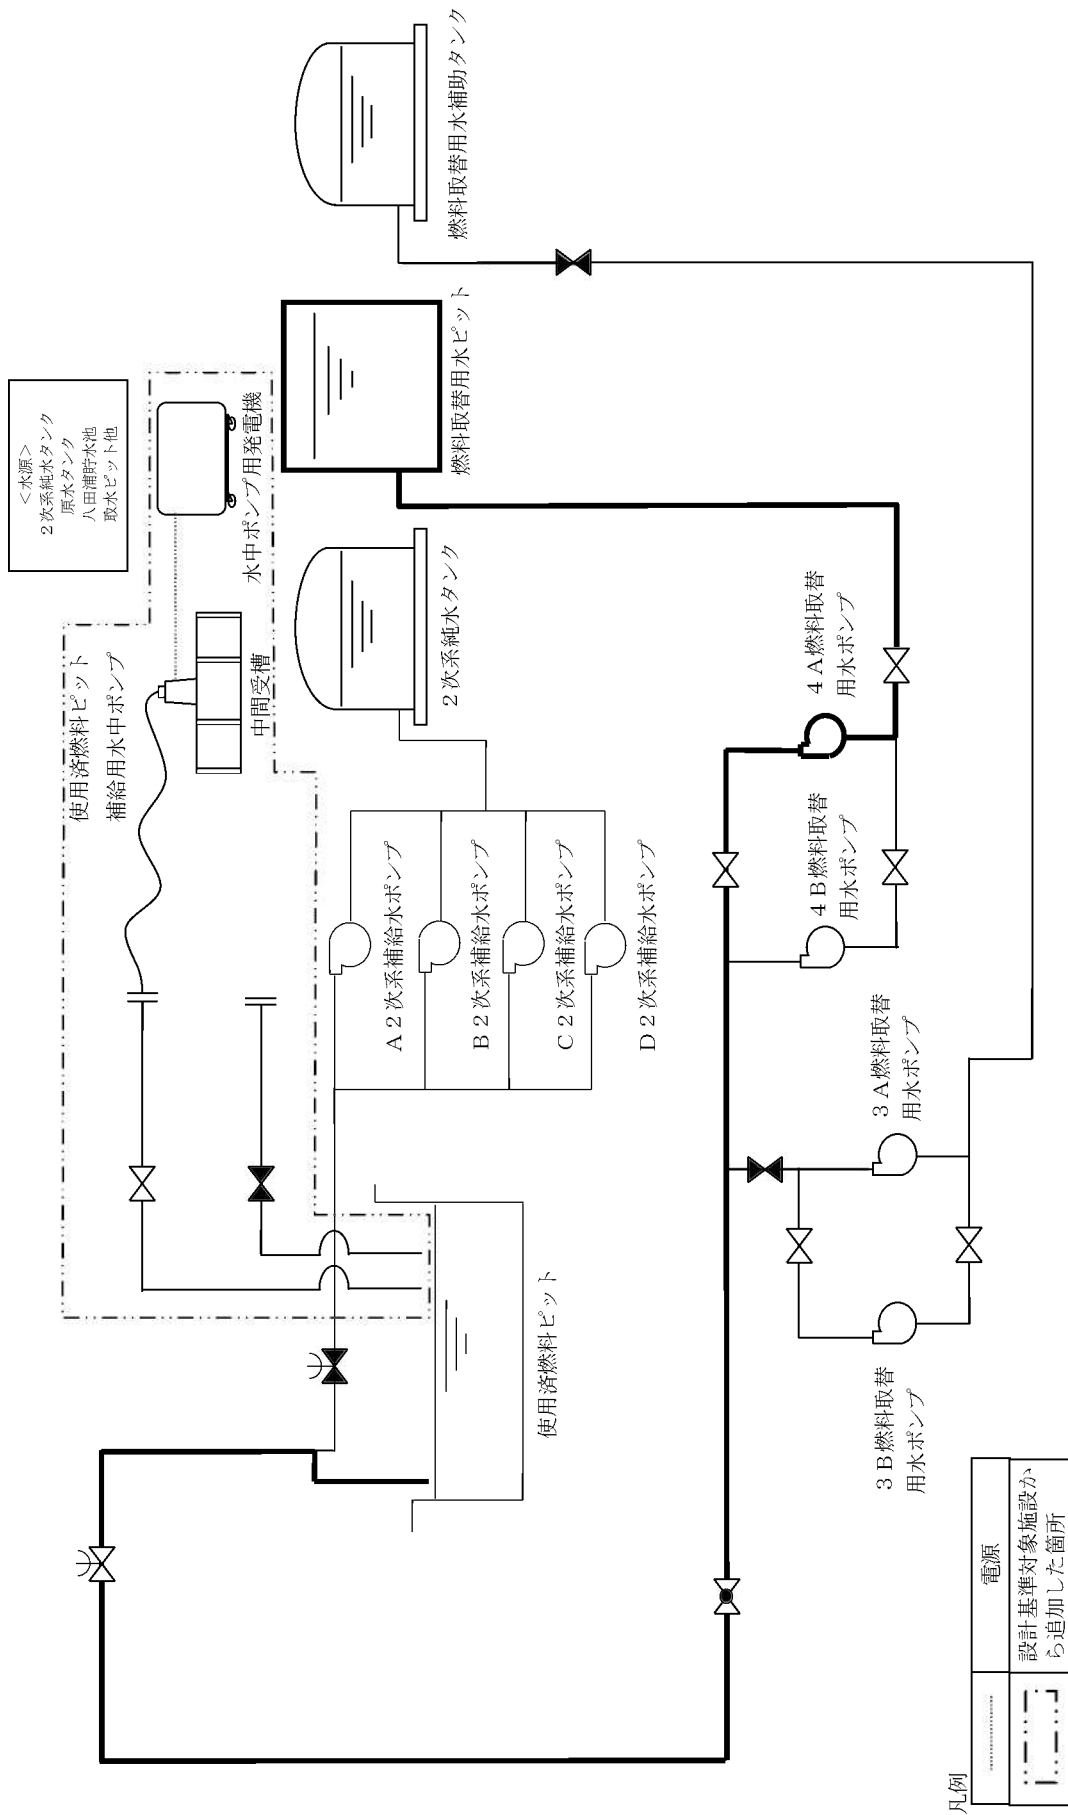 <水源>
2次系純水タンク
原水タンク
八田浦貯水池
取水ピット他
使用済燃料ピット
補給用水中ポンプ
水中ポンプ用発電機
中間受槽
燃料取替用水補助タンク
燃料取替用水ピット
2次系純水タンク
A2次系補給水ポンプ
B2次系補給水ポンプ
C2次系補給水ポンプ
D2次系補給水ポンプ
使用済燃料ピット
4A燃料取替
用水ポンプ
4B燃料取替
用水ポンプ
3A燃料取替
用水ポンプ
3B燃料取替
用水ポンプ
凡例
電源
設計基準対象施設か
ら追加した箇所